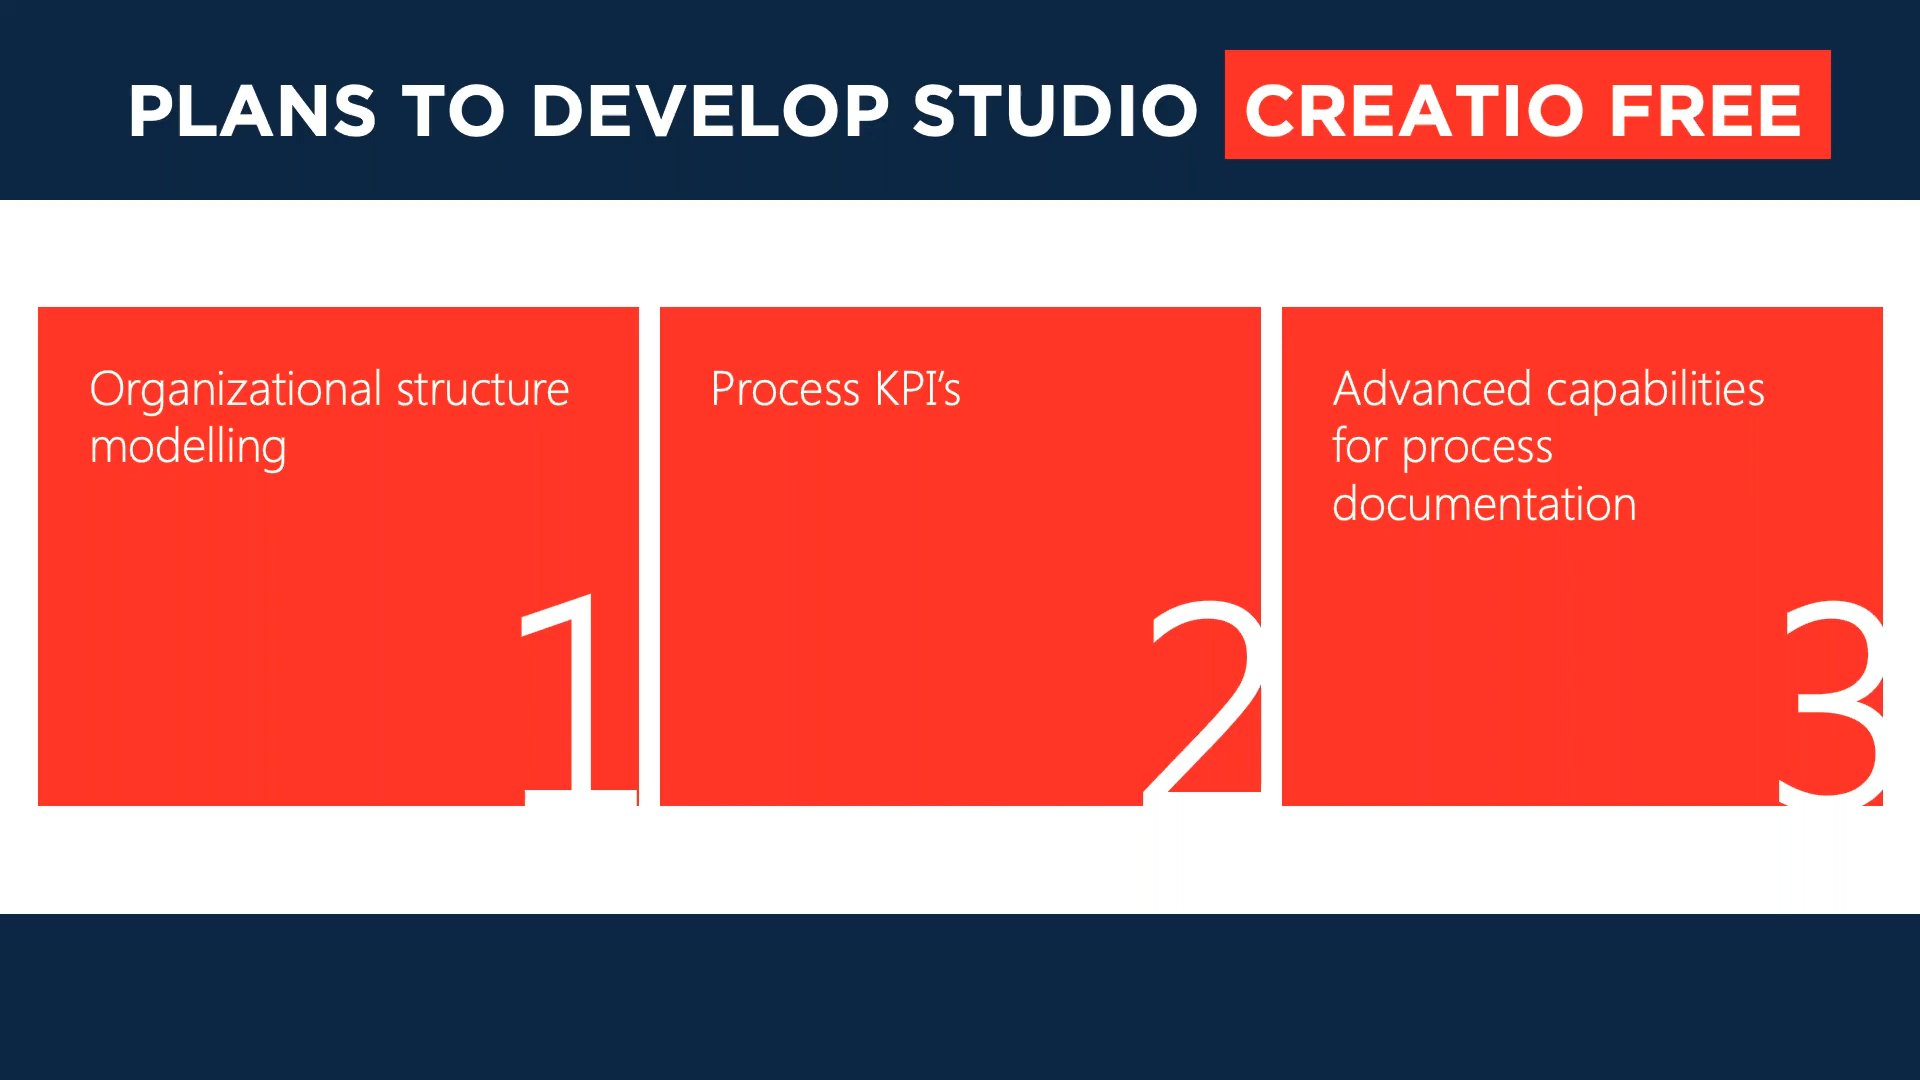 PLANS TO DEVELOP STUDIO CREATIO FREE
Organizational structure
modelling
1
Process KPI’s
2
Advanced capabilities
for process
documentation
3